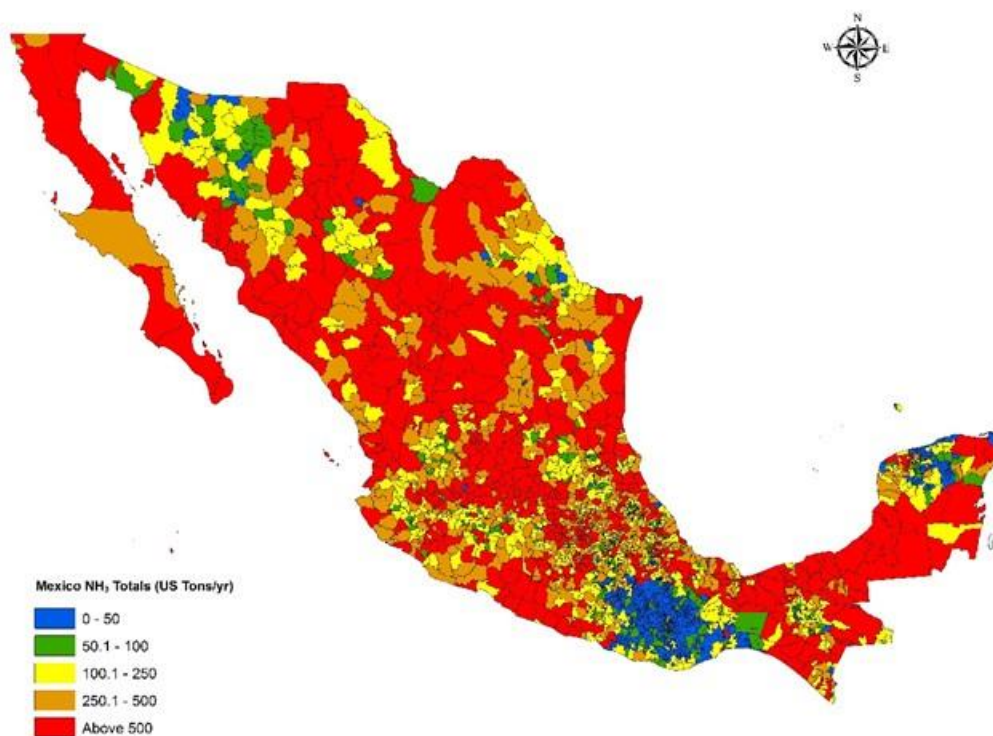 N
W E
S
Mexico NH₃ Totals (US Tons/yr)
0 - 50
50.1 - 100
100.1 - 250
250.1 - 500
Above 500